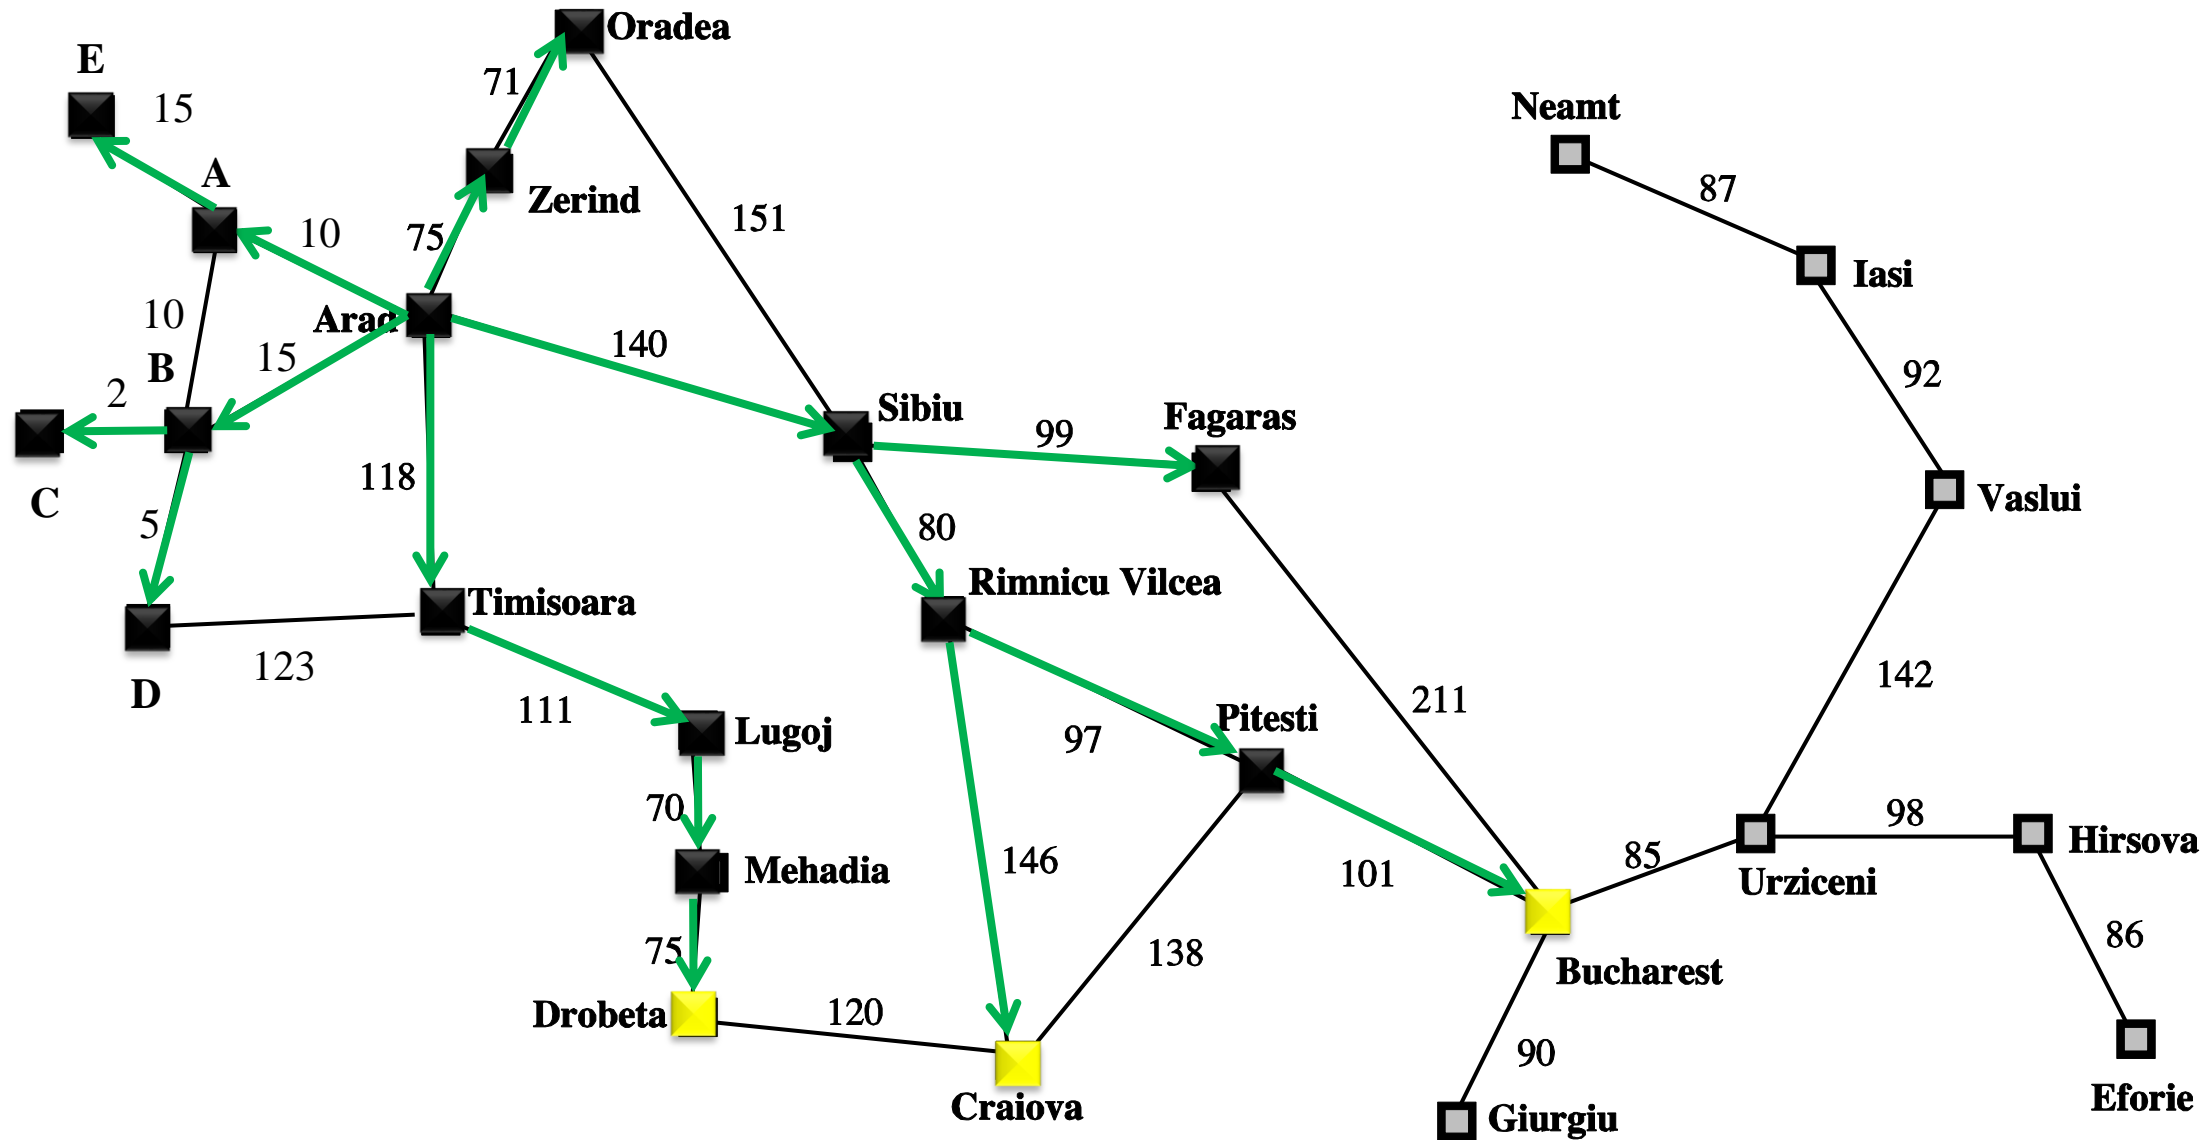 Oradea
E
15
71
Neamt
A
Zerind
87
151
10
75
Iasi
Arad
10
140
15
B
92
2
Sibiu
Fagaras
99
118
C
Vaslui
5
80
Rimnicu Vilcea
Timisoara
123
142
D
111
211
Pitesti
Lugoj
97
70
98
Hirsova
85
146
Mehadia
101
Urziceni
86
75
138
Bucharest
Drobeta
120
90
Craiova
Eforie
Giurgiu